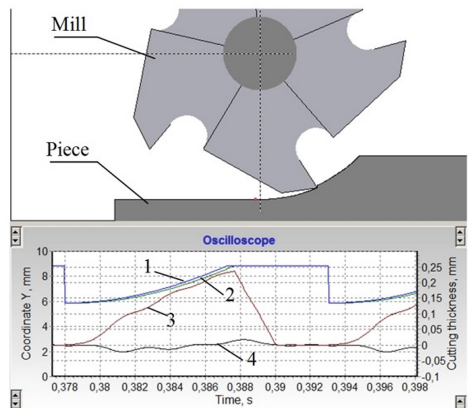 Mill
Piece
Oscilloscope
Coordinate Y, mm
10
8
6
4
2
0
1
2
3
4
0,25
0,2
0,15
0,1
0,05
0
-0,05
-0,1
Cutting thickness, mm
0,378 0,38 0,382 0,384 0,386 0,388 0,39 0,392 0,394 0,396 0,398
Time, s